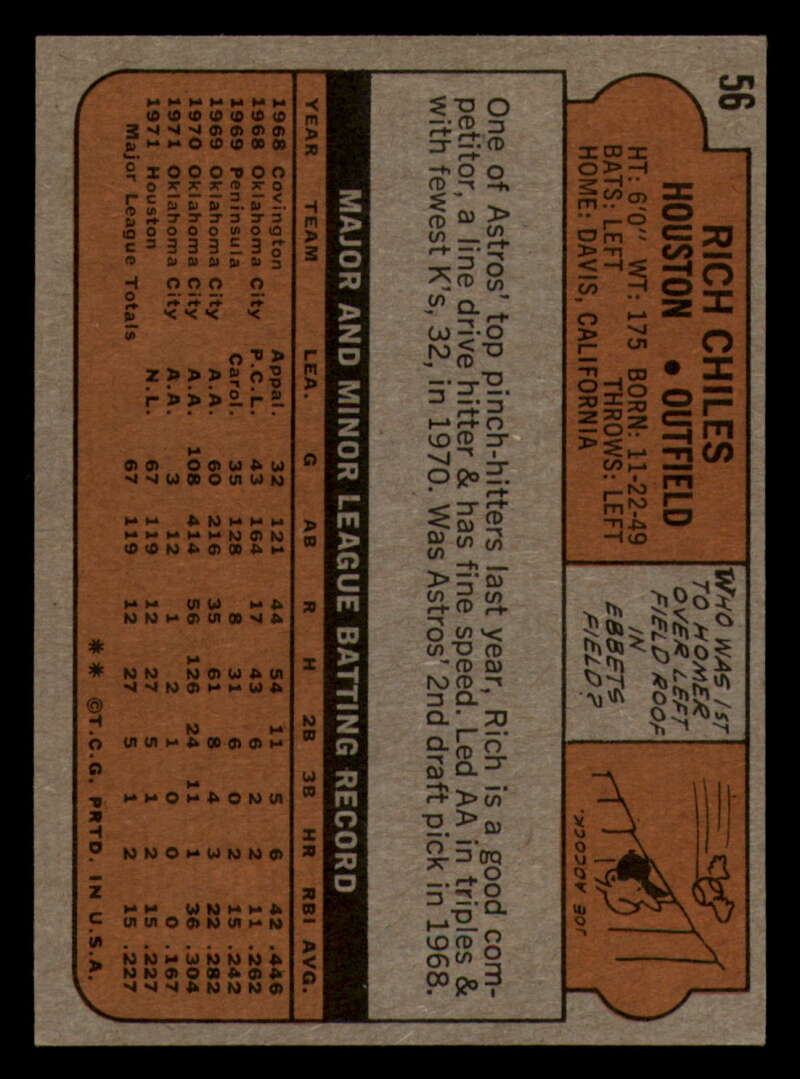 56
RICH CHILES
HOUSTON • OUTFIELD
HT: 6'0" WT: 175 BORN: 11-22-49
BATS: LEFT THROWS: LEFT
HOME: DAVIS, CALIFORNIA
WHO WAS 1ST
TO HOMER
OVER LEFT
FIELD ROOF
IN
EBBETS
FIELD?
JOE ADCOCK.
One of Astros' top pinch-hitters last year, Rich is a good com-
petitor, a line drive hitter & has fine speed. Led AA in triples &
with fewest K's, 32, in 1970. Was Astros' 2nd draft pick in 1968.
MAJOR AND MINOR LEAGUE BATTING RECORD
YEAR TEAM LEA. G AB R H 2B 3B HR RBI AVG.
1968 Covington Appal. 32 121 44 54 11 5 6 42 .446
1968 Oklahoma City P.C.L. 43 164 17 43 6 2 2 11 .262
1969 Peninsula Carol. 35 128 8 31 6 0 2 15 .242
1969 Oklahoma City A.A. 60 216 35 61 8 4 3 22 .282
1970 Oklahoma City A.A. 108 414 56 126 24 11 1 36 .304
1971 Oklahoma City A.A. 3 12 1 2 1 0 0 0 .167
1971 Houston N.L. 67 119 12 27 5 1 2 15 .227
Major League Totals 67 119 12 27 5 1 2 15 .227
** ©T.C.G. PRTD. IN U.S.A.